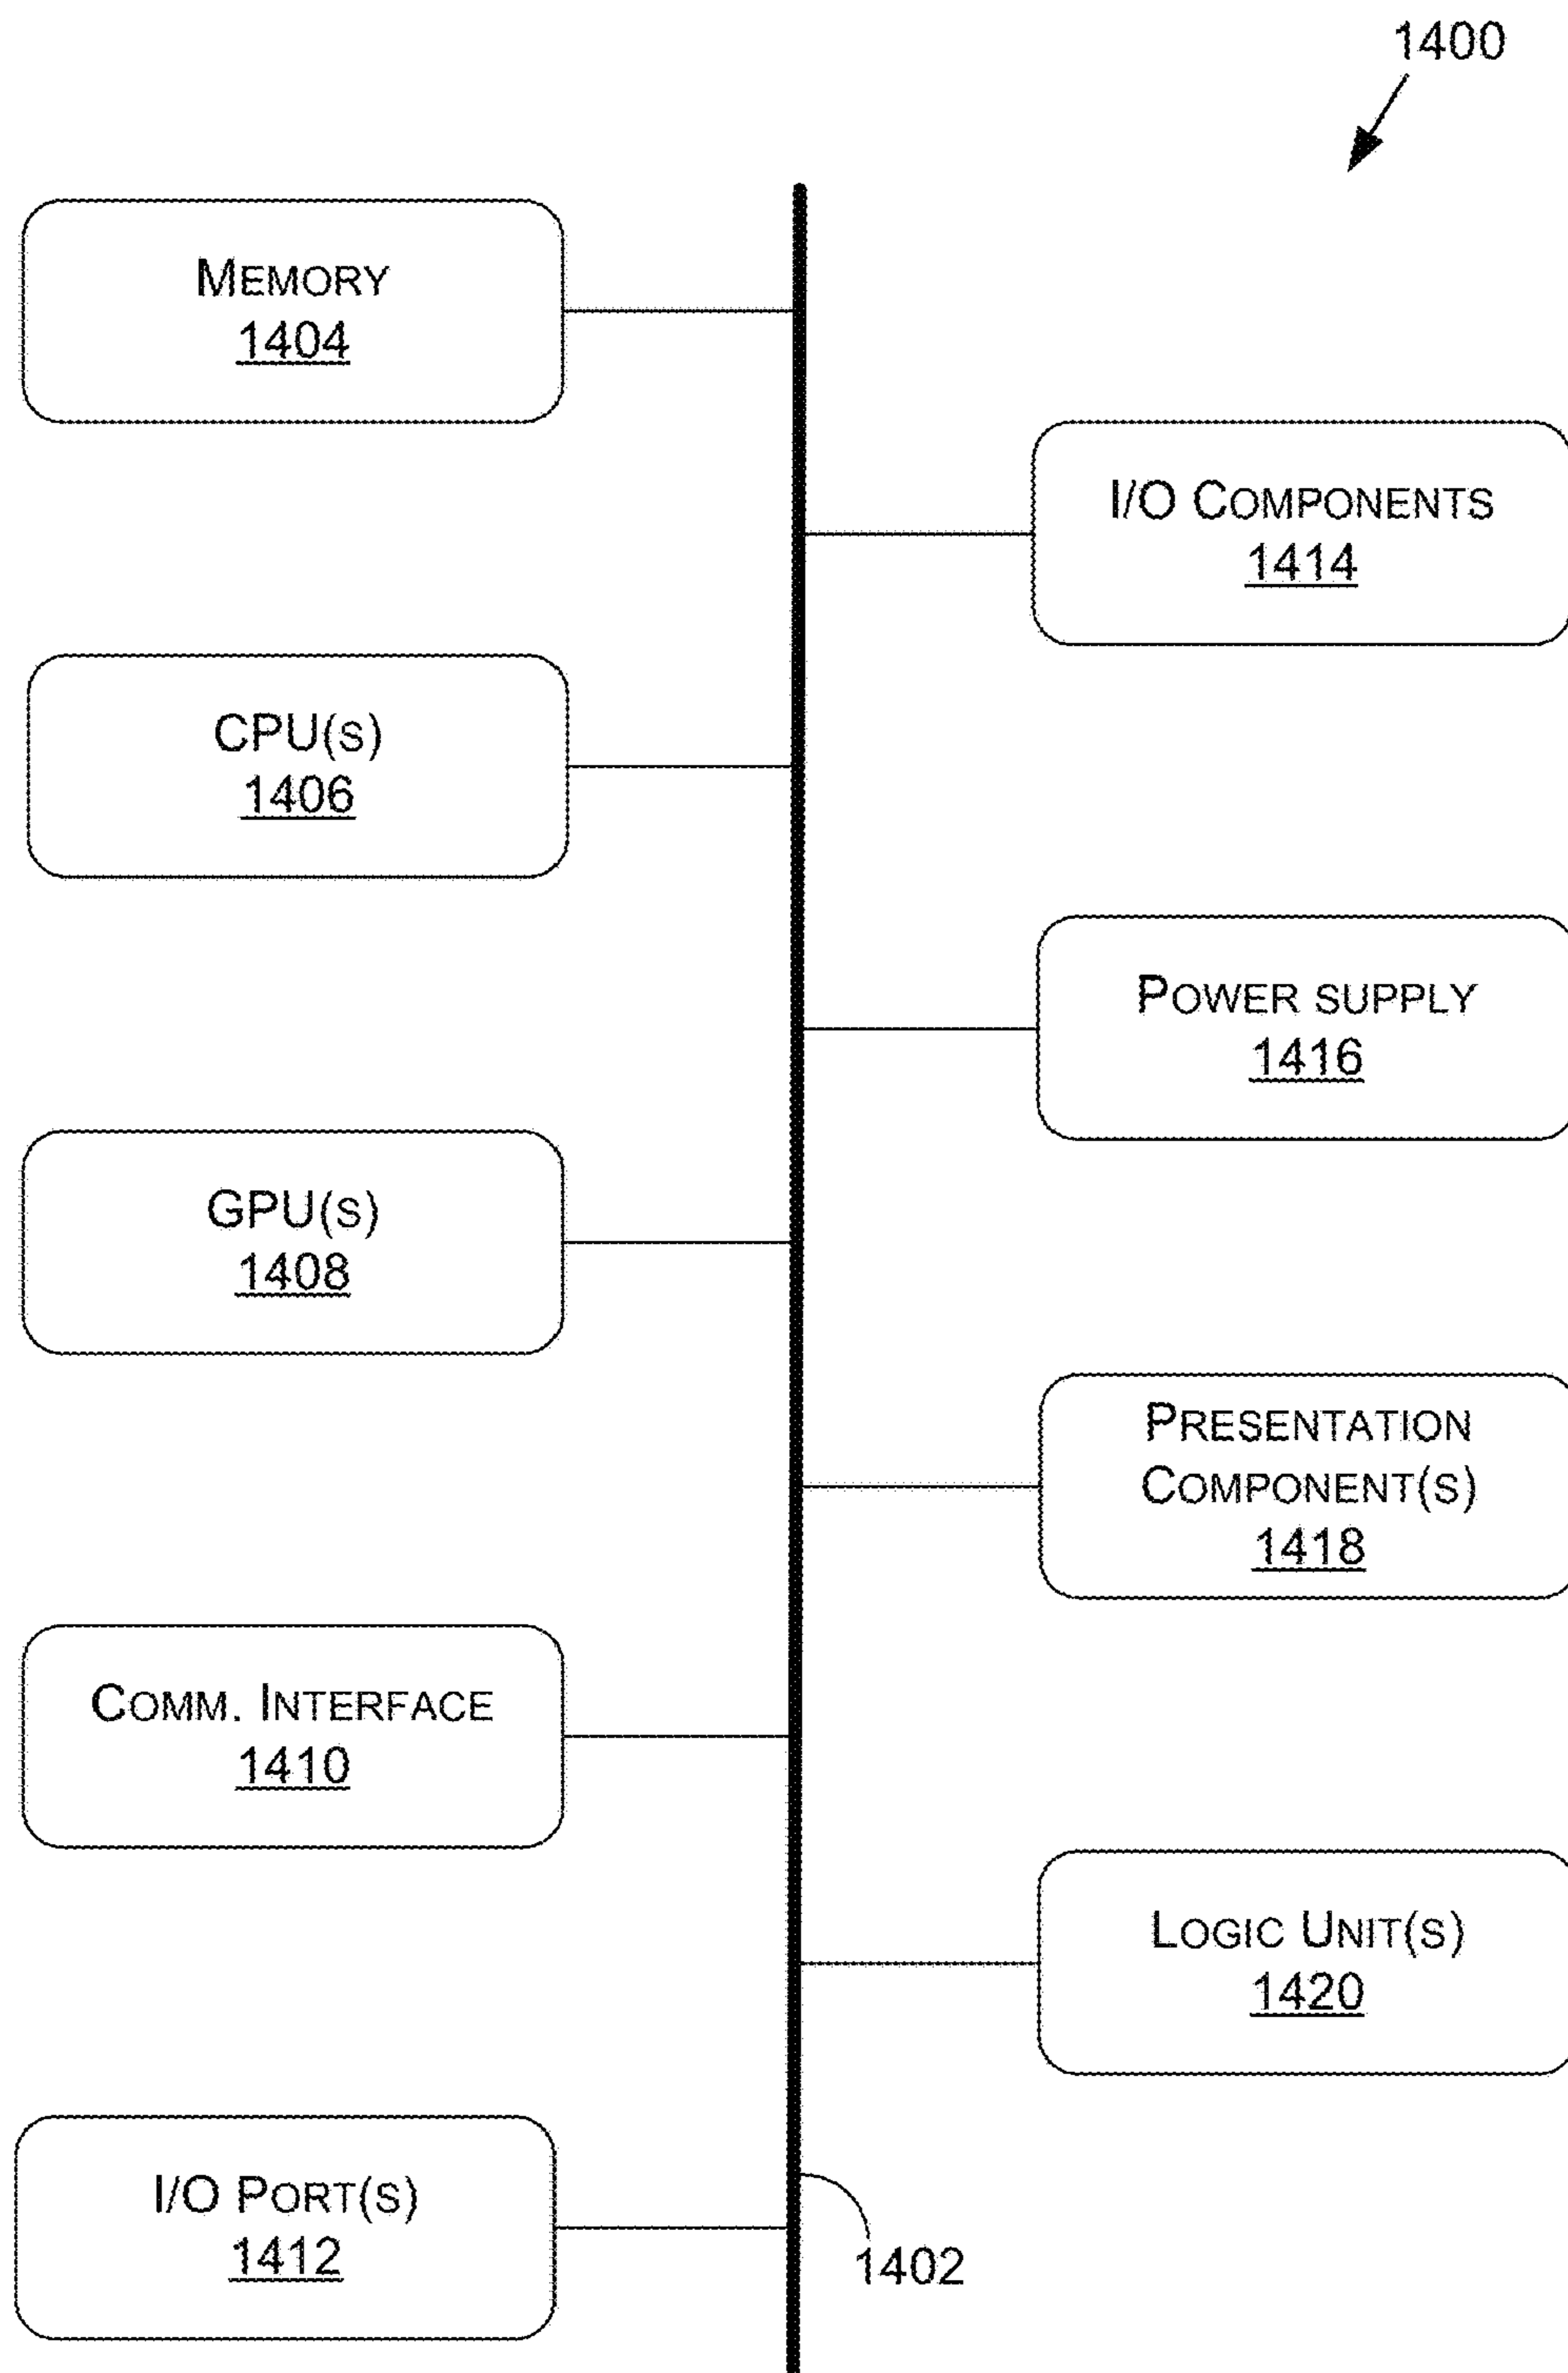 1400
MEMORY
1404
I/O COMPONENTS
1414
CPU(S)
1406
POWER SUPPLY
1416
GPU(S)
1408
PRESENTATION
COMPONENT(S)
1418
COMM. INTERFACE
1410
LOGIC UNIT(S)
1420
I/O PORT(S)
1412
1402